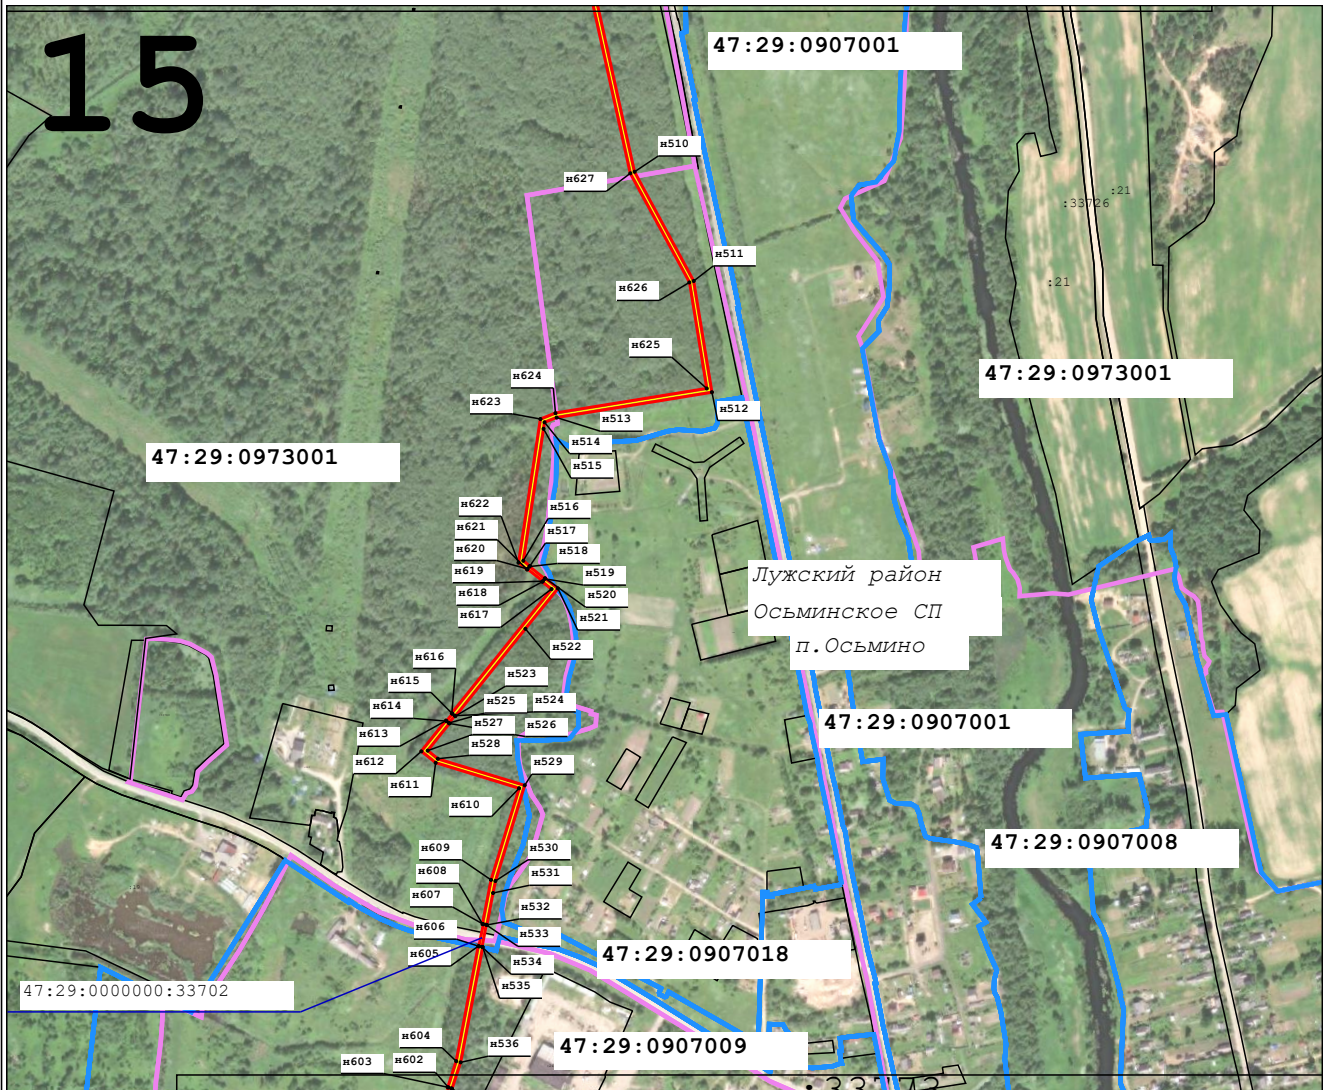 15
47:29:0907001
н510
н627
:21
:33726
н511
н626
:21
н625
47:29:0973001
н624
н623
н512
н513
н514
47:29:0973001
н515
н622
н516
н621
н517
н620
н518
н619
н519
Лужский район
н618
н520
Осьминское СП
н617
н521
п.Осьмино
н522
н616
н523
н615
н525
н524
н614
н527
н526
47:29:0907001
н613
н528
н612
н529
н611
н610
н609
н530
47:29:0907008
н608
н531
н607
н532
н606
н533
н605
н534
47:29:0907018
н535
47:29:0000000:33702
н604
н536
47:29:0907009
н603
н602